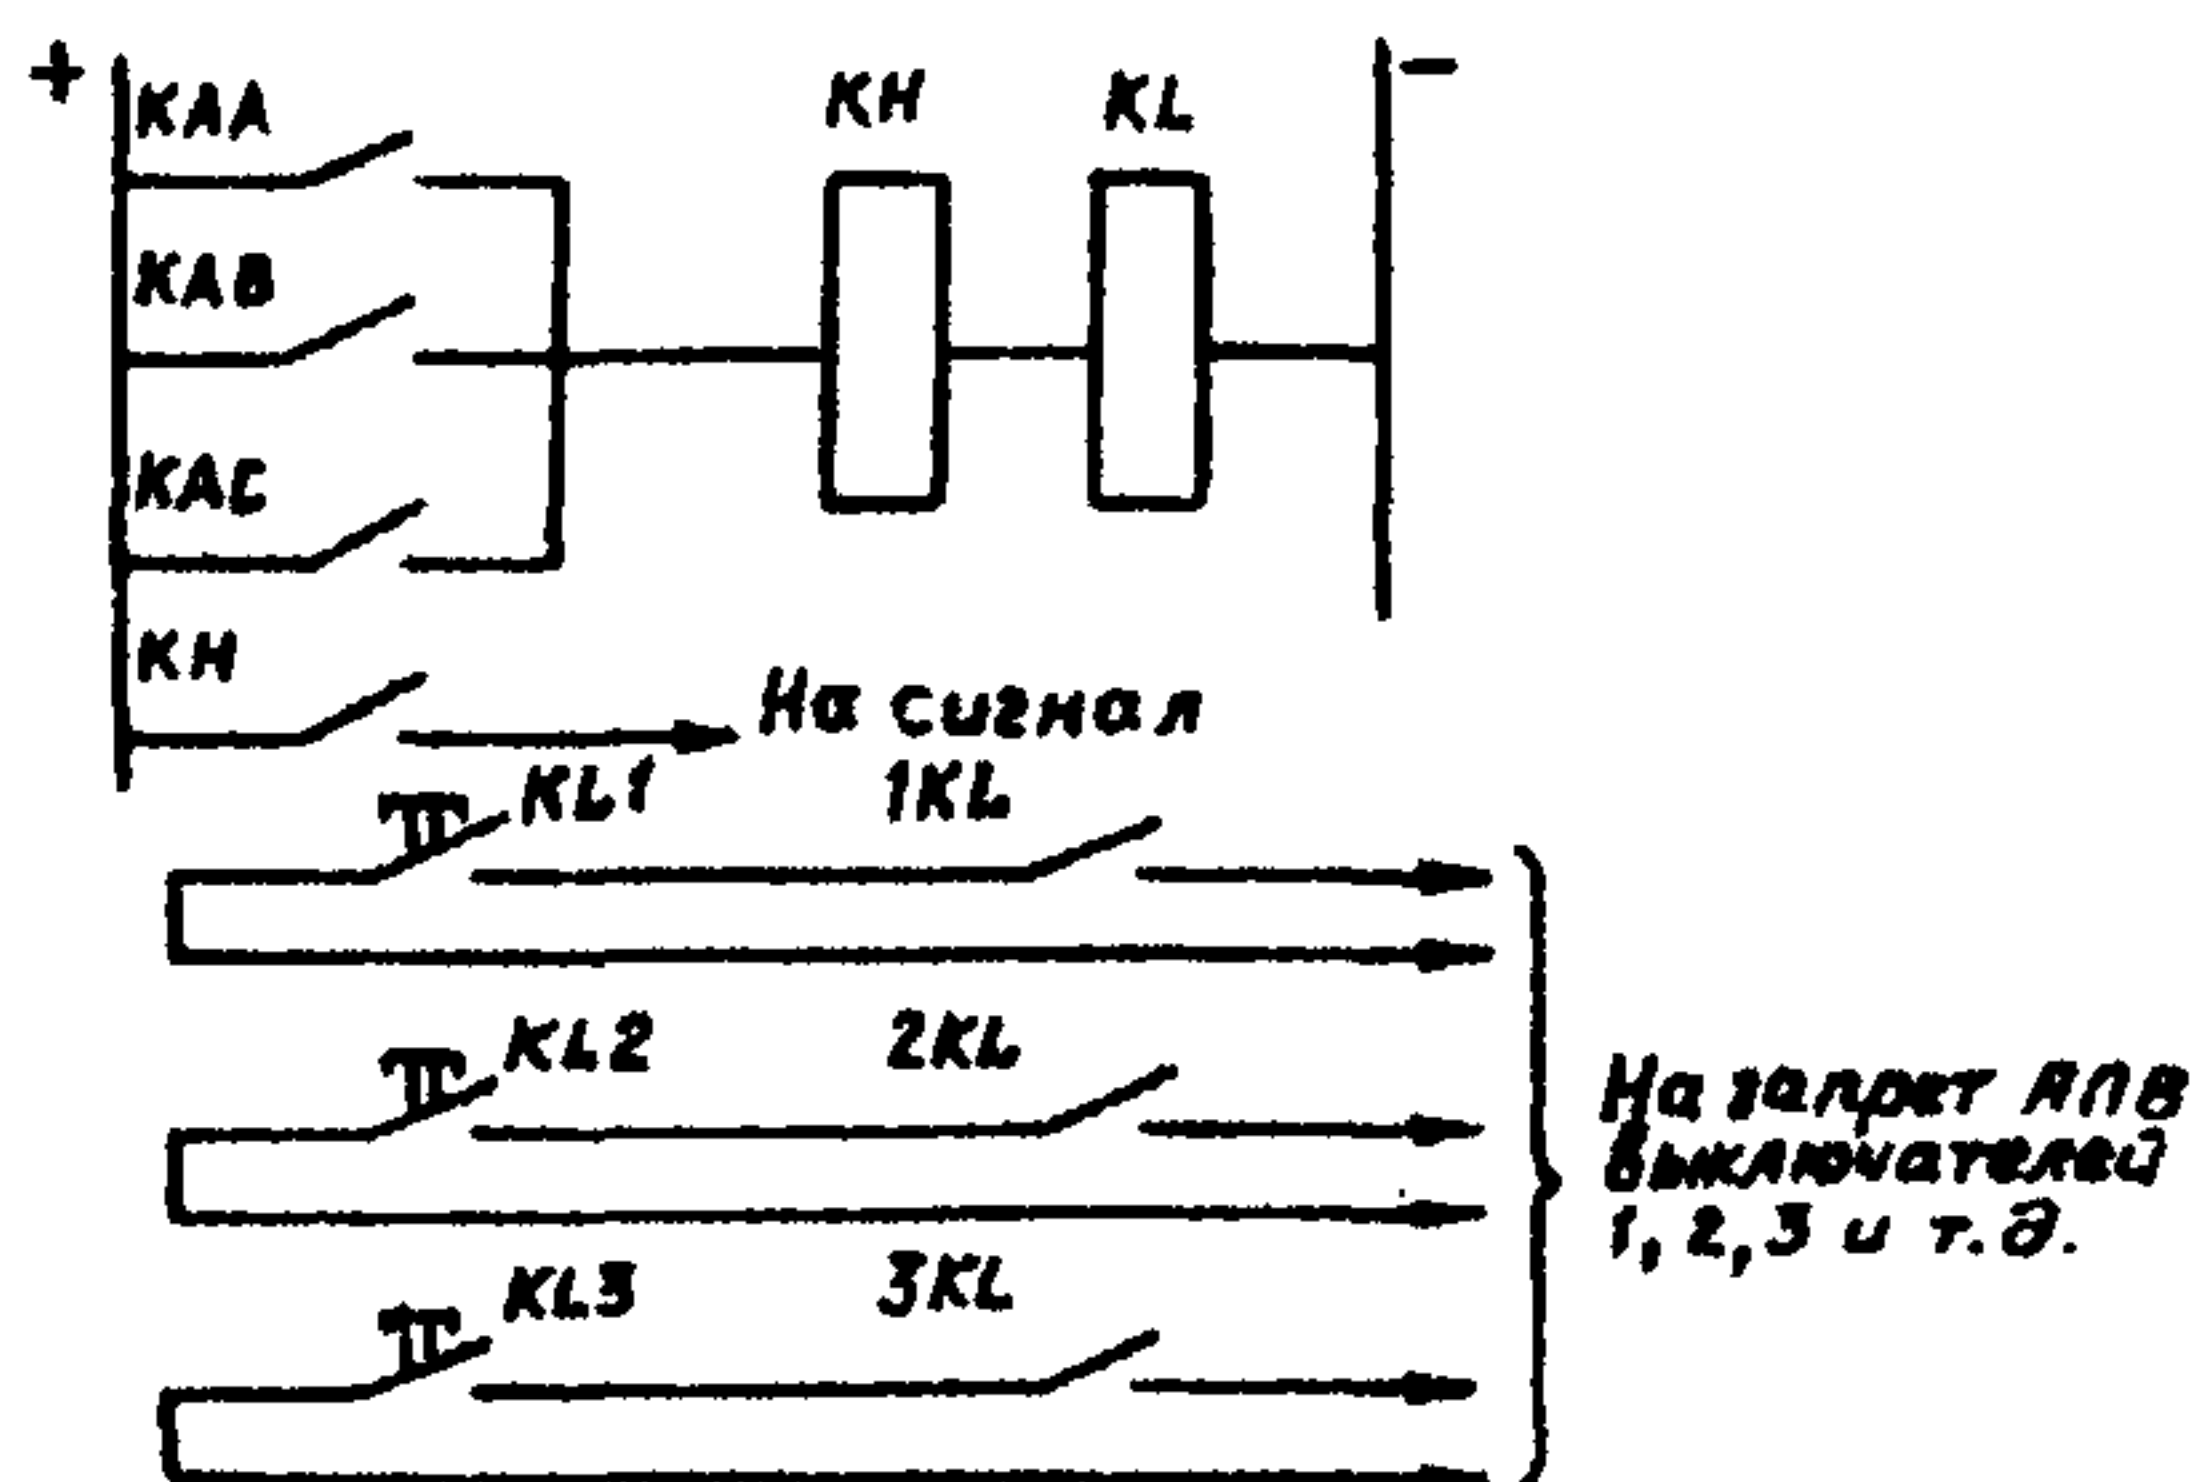 +
-
KAA
KH
KL
KAB
KAC
KH
На сигнал
KL1
1KL
KL2
2KL
На запрет АПВ
выключателей
1, 2, 3 и т.д.
KL3
3KL